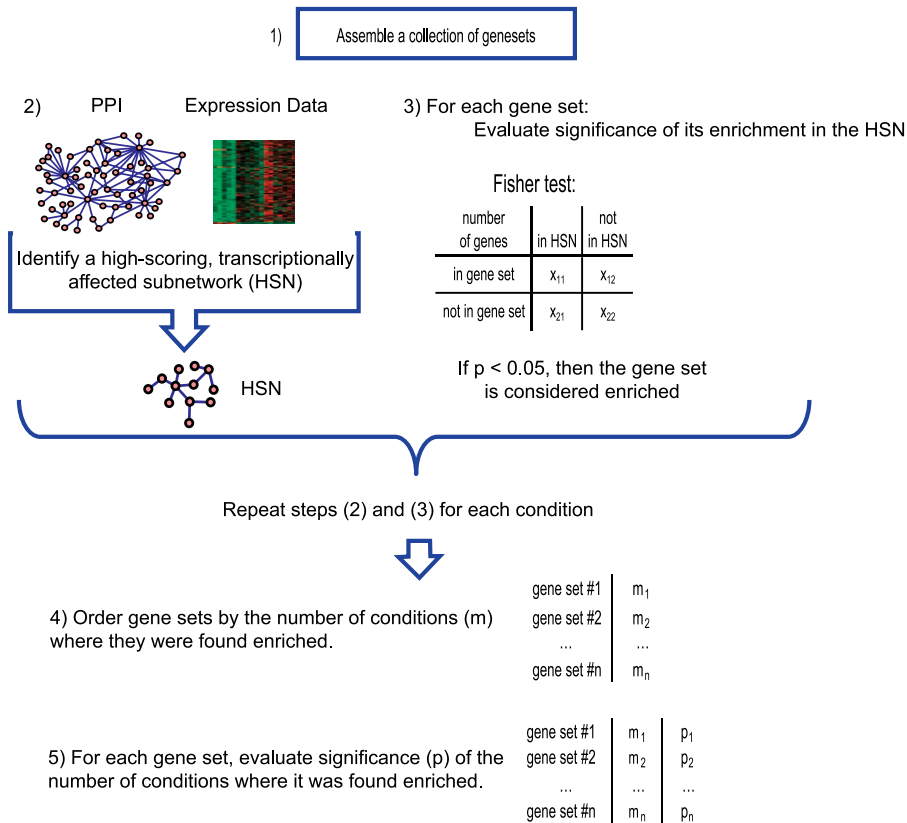 1)
Assemble a collection of genesets
2)
PPI
Expression Data
Identify a high-scoring, transcriptionally
affected subnetwork (HSN)
HSN
3) For each gene set:
Evaluate significance of its enrichment in the HSN
Fisher test:
number
of genes
in HSN
not
in HSN
in gene set
x₁₁
x₁₂
not in gene set
x₂₁
x₂₂
If p < 0.05, then the gene set
is considered enriched
Repeat steps (2) and (3) for each condition
4) Order gene sets by the number of conditions (m)
where they were found enriched.
gene set #1 m₁
gene set #2 m₂
... ...
gene set #n mₙ
5) For each gene set, evaluate significance (p) of the
number of conditions where it was found enriched.
gene set #1 m₁ p₁
gene set #2 m₂ p₂
... ... ...
gene set #n mₙ pₙ